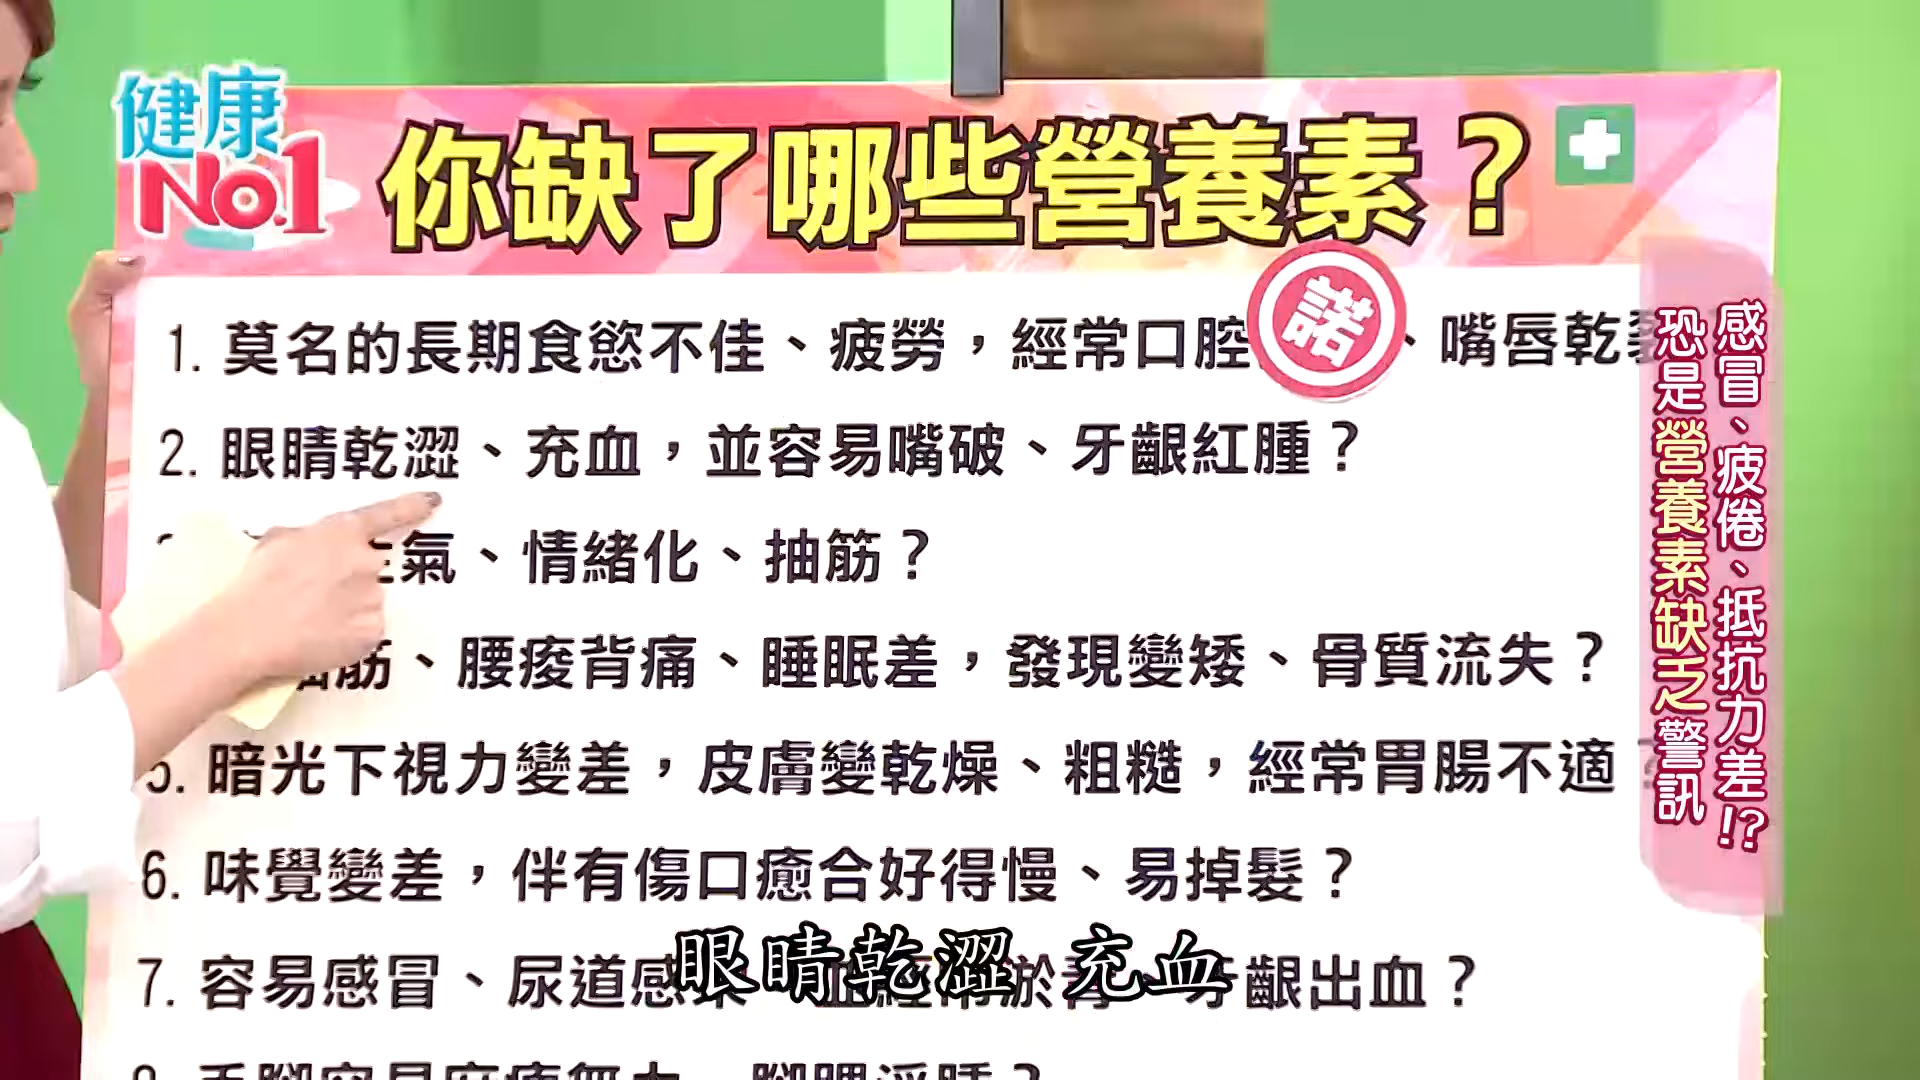 健康
No.1
你缺了哪些營養素？
1. 莫名的長期食慾不佳、疲勞，經常口腔
諾
、嘴唇乾
2. 眼睛乾澀、充血，並容易嘴破、牙齦紅腫？
氣、情緒化、抽筋？
筋、腰痠背痛、睡眠差，發現變矮、骨質流失？
5. 暗光下視力變差，皮膚變乾燥、粗糙，經常胃腸不適？
6. 味覺變差，伴有傷口癒合好得慢、易掉髮？
7. 容易感冒、尿道感 牙齦出血？
眼睛乾澀 充血
感冒、疲倦、抵抗力差!?
恐是營養素缺乏警訊